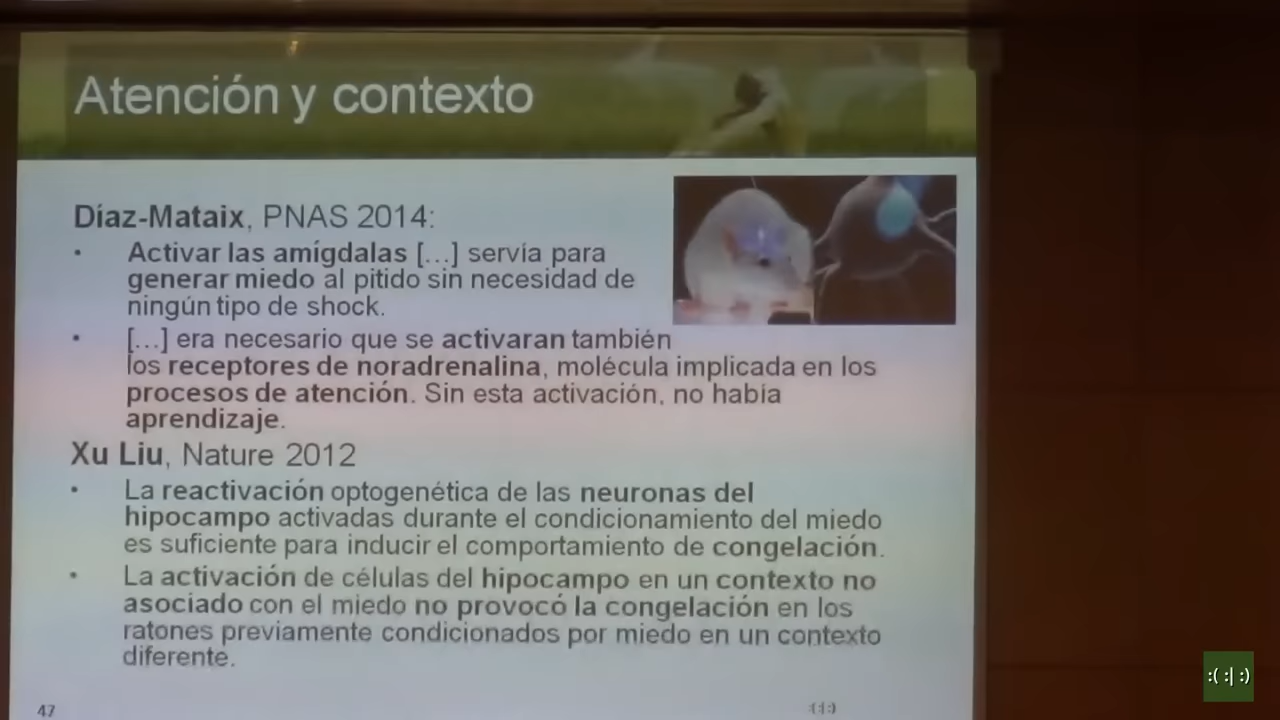 Atención y contexto
Díaz-Mataix, PNAS 2014:
• Activar las amígdalas [...] servía para
generar miedo al pitido sin necesidad de
ningún tipo de shock.
• [...] era necesario que se activaran también
los receptores de noradrenalina, molécula implicada en los
procesos de atención. Sin esta activación, no había
aprendizaje.
Xu Liu, Nature 2012
• La reactivación optogenética de las neuronas del
hipocampo activadas durante el condicionamiento del miedo
es suficiente para inducir el comportamiento de congelación.
• La activación de células del hipocampo en un contexto no
asociado con el miedo no provocó la congelación en los
ratones previamente condicionados por miedo en un contexto
diferente.
47
:(:|:)
:( :| :)